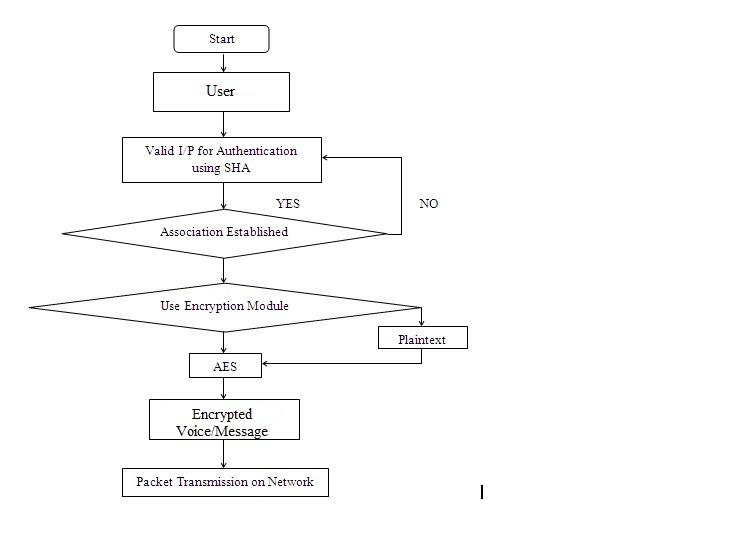 Start
User
Valid I/P for Authentication
using SHA
YES
NO
Association Established
Use Encryption Module
Plaintext
AES
Encrypted
Voice/Message
Packet Transmission on Network